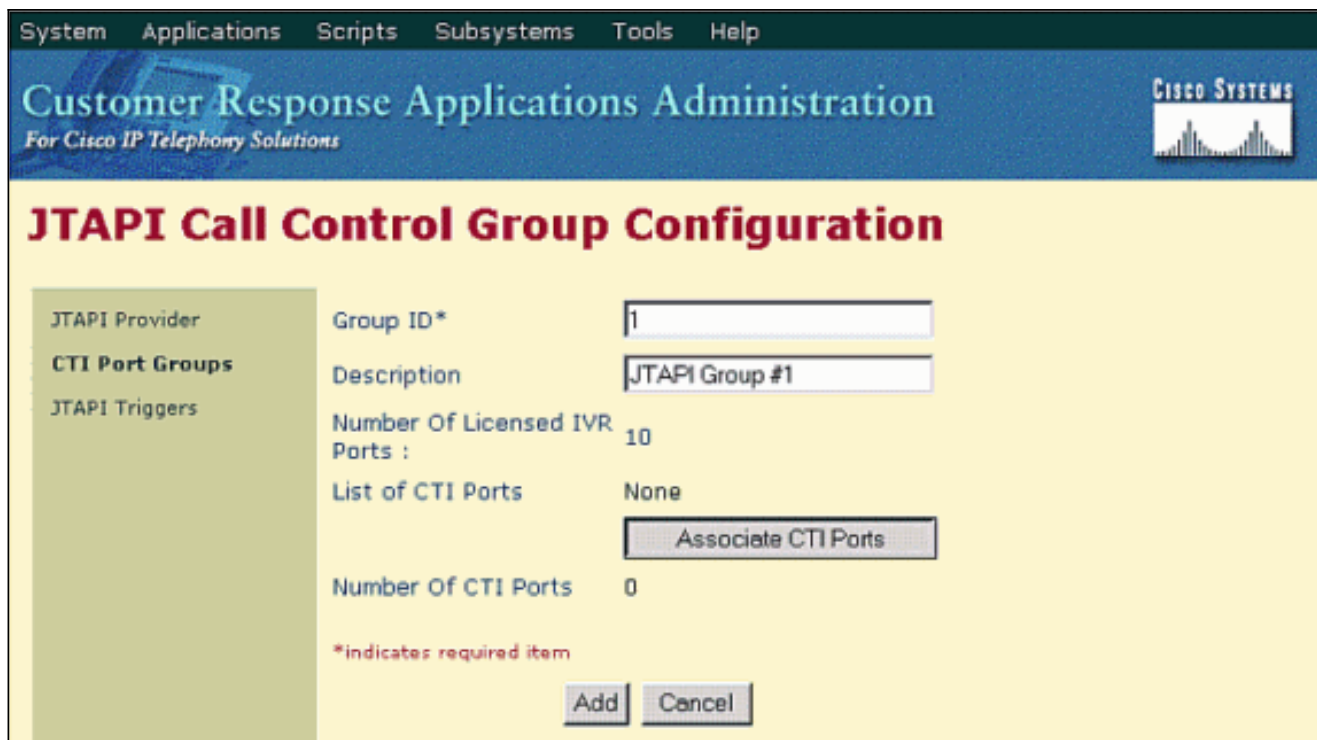 System Applications Scripts Subsystems Tools Help
Customer Response Applications Administration
For Cisco IP Telephony Solutions
CISCO SYSTEMS
JTAPI Call Control Group Configuration
JTAPI Provider
CTI Port Groups
JTAPI Triggers
Group ID* 1
Description JTAPI Group #1
Number Of Licensed IVR
Ports : 10
List of CTI Ports None
Associate CTI Ports
Number Of CTI Ports 0
*indicates required item
Add Cancel